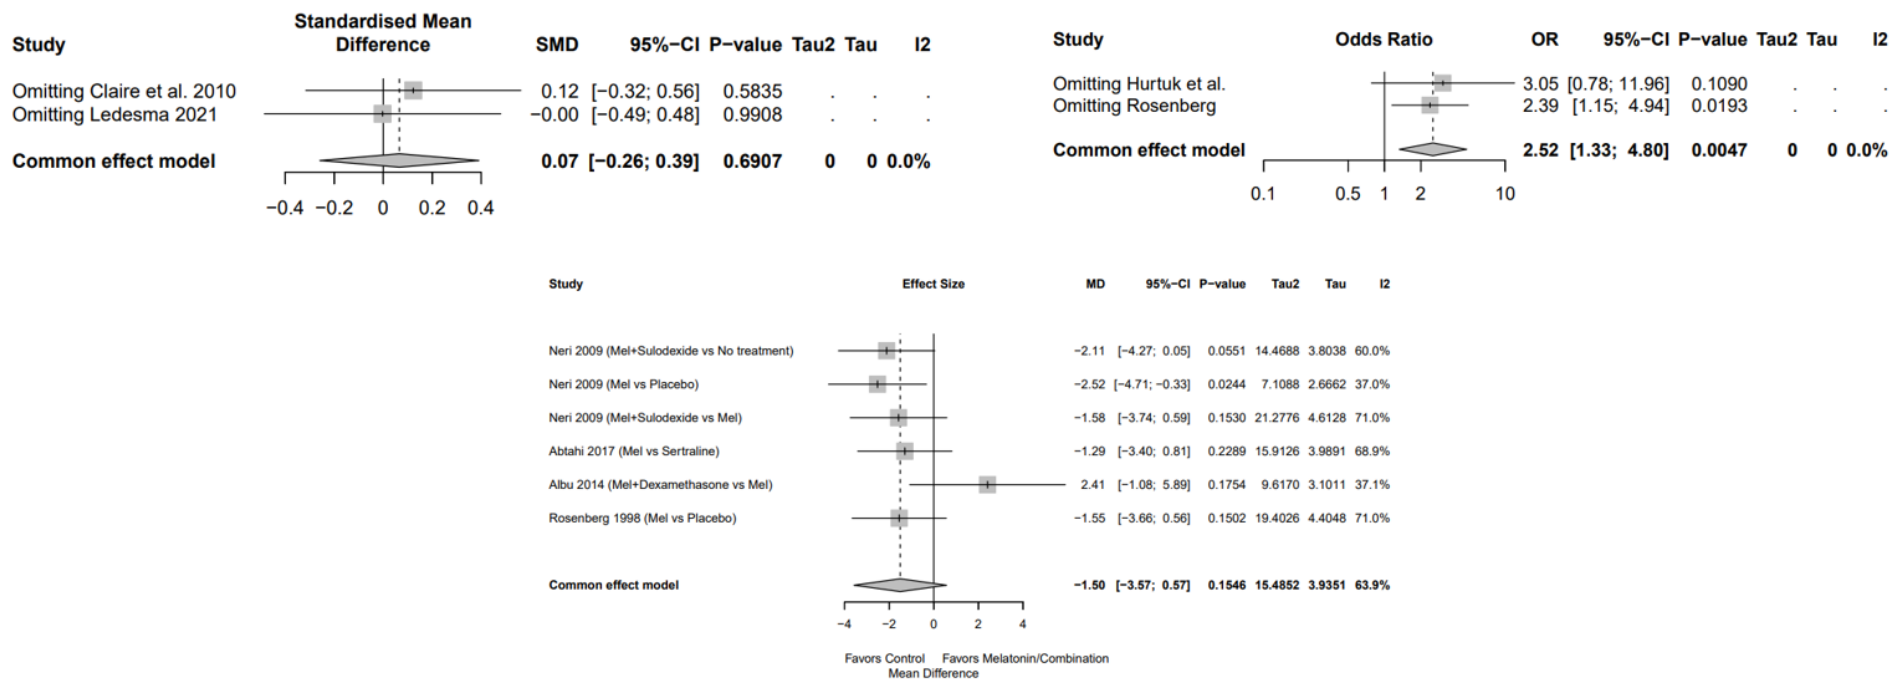 Standardised Mean
Study Difference SMD 95%−CI P−value Tau2 Tau I2
Omitting Claire et al. 2010 0.12 [−0.32; 0.56] 0.5835 . . .
Omitting Ledesma 2021 −0.00 [−0.49; 0.48] 0.9908 . . .
Common effect model 0.07 [−0.26; 0.39] 0.6907 0 0 0.0%
−0.4 −0.2 0 0.2 0.4
Study Odds Ratio OR 95%−CI P−value Tau2 Tau I2
Omitting Hurtuk et al. 3.05 [0.78; 11.96] 0.1090 . . .
Omitting Rosenberg 2.39 [1.15; 4.94] 0.0193 . . .
Common effect model 2.52 [1.33; 4.80] 0.0047 0 0 0.0%
0.1 0.5 1 2 10
Study Effect Size MD 95%−CI P−value Tau2 Tau I2
Neri 2009 (Mel+Sulodexide vs No treatment) −2.11 [−4.27; 0.05] 0.0551 14.4688 3.8038 60.0%
Neri 2009 (Mel vs Placebo) −2.52 [−4.71; −0.33] 0.0244 7.1088 2.6662 37.0%
Neri 2009 (Mel+Sulodexide vs Mel) −1.58 [−3.74; 0.59] 0.1530 21.2776 4.6128 71.0%
Abtahi 2017 (Mel vs Sertraline) −1.29 [−3.40; 0.81] 0.2289 15.9126 3.9891 68.9%
Albu 2014 (Mel+Dexamethasone vs Mel) 2.41 [−1.08; 5.89] 0.1754 9.6170 3.1011 37.1%
Rosenberg 1998 (Mel vs Placebo) −1.55 [−3.66; 0.56] 0.1502 19.4026 4.4048 71.0%
Common effect model −1.50 [−3.57; 0.57] 0.1546 15.4852 3.9351 63.9%
−4 −2 0 2 4
Favors Control Favors Melatonin/Combination
Mean Difference